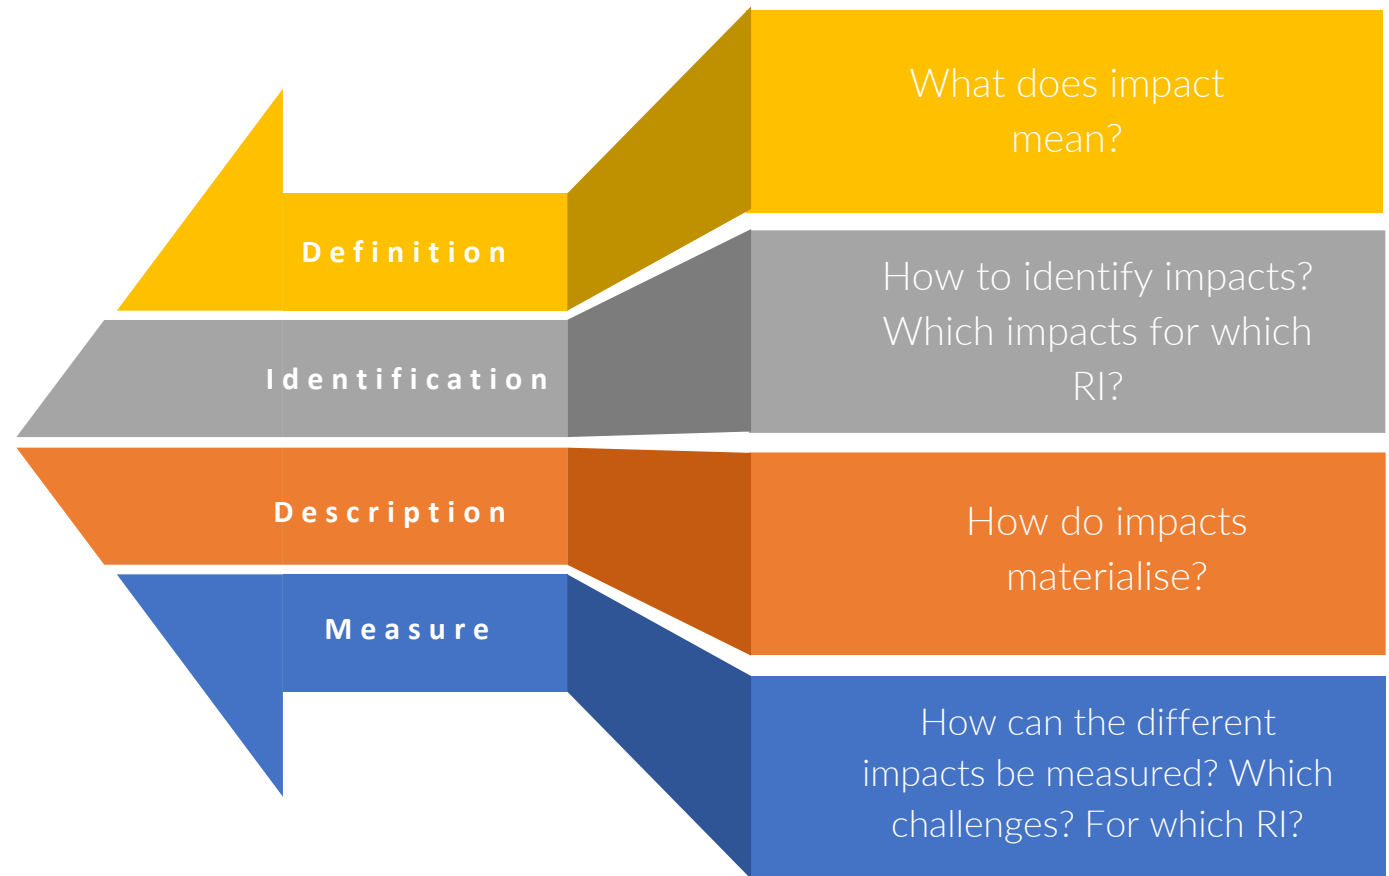 What does impact
mean?
Definition
How to identify impacts?
Which impacts for which
RI?
Identification
How do impacts
materialise?
Description
How can the different
impacts be measured? Which
challenges? For which RI?
Measure